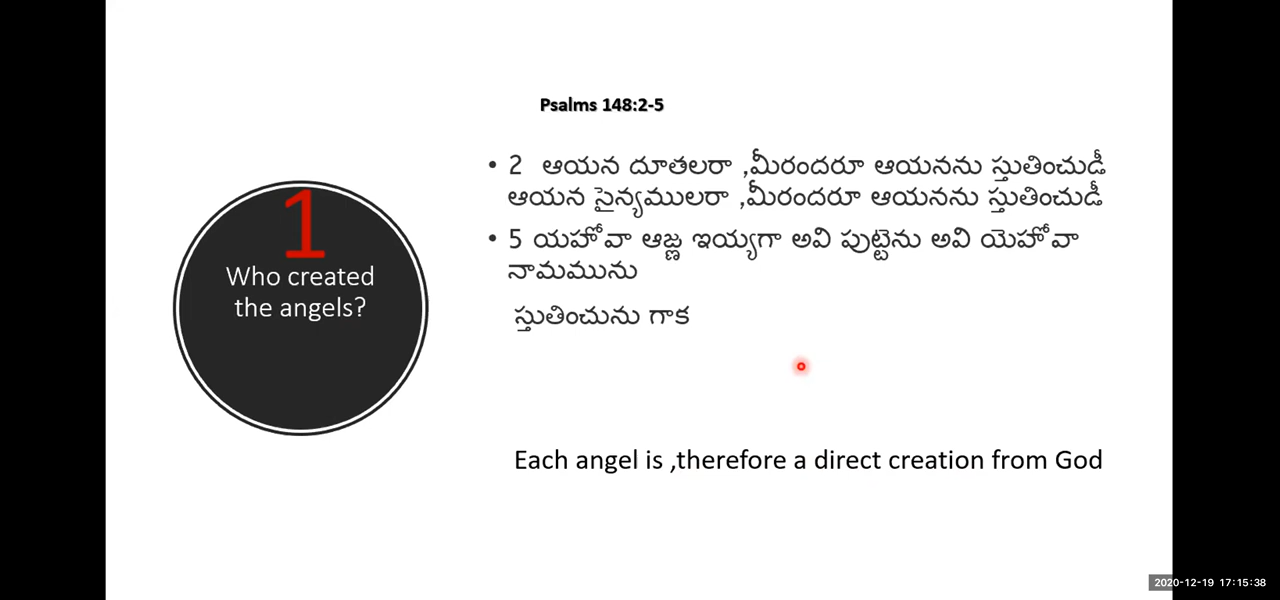 Psalms 148:2-5
• 2 ఆయన దూతలరా ,మీరందరూ ఆయనను స్తుతించుడీ
ఆయన సైన్యములరా ,మీరందరూ ఆయనను స్తుతించుడీ
• 5 యహోవా ఆజ్ఞ ఇయ్యగా అవి పుట్టెను అవి యెహోవా
నామమును
స్తుతించును గాక
1
Who created
the angels?
Each angel is ,therefore a direct creation from God
2020-12-19 17:15:38